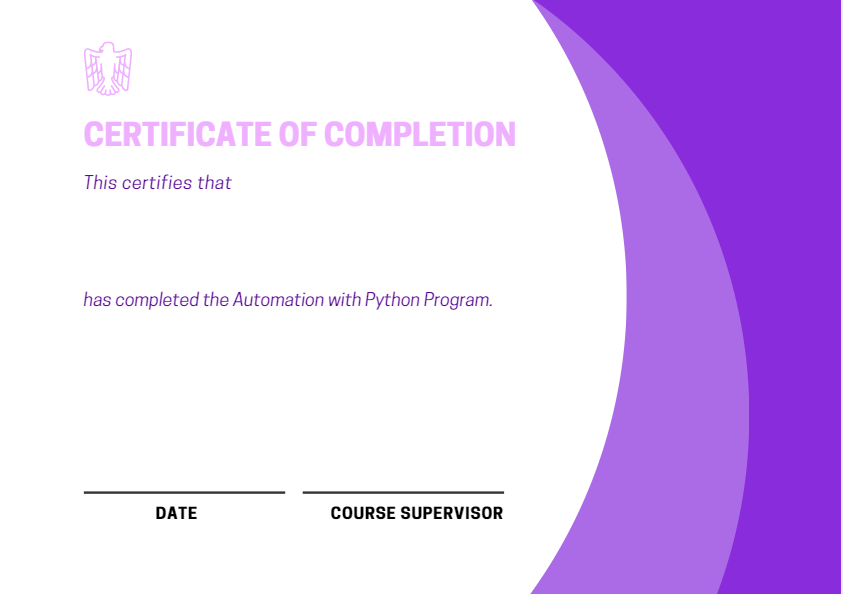 CERTIFICATE OF COMPLETION
This certifies that
has completed the Automation with Python Program.
DATE
COURSE SUPERVISOR